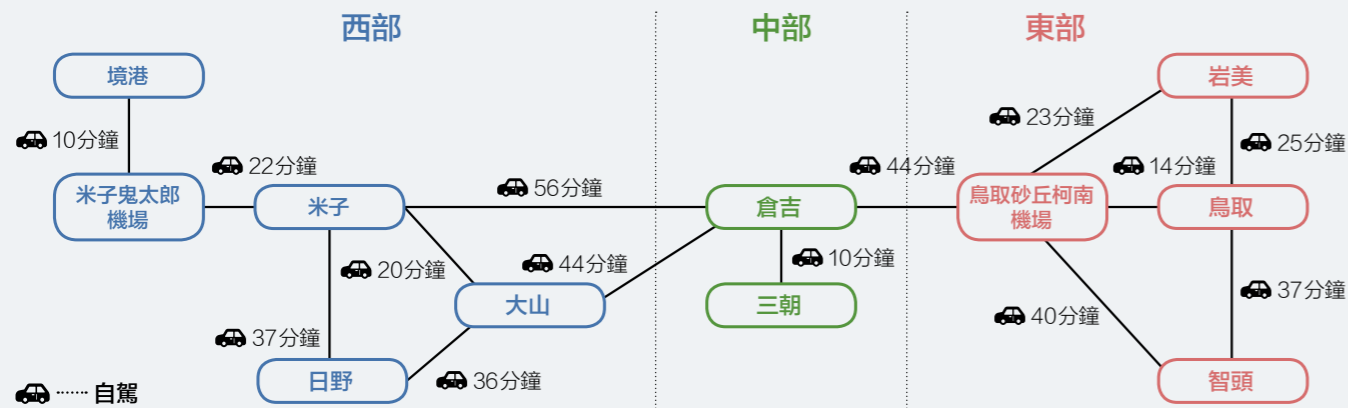 西部
中部
東部
境港
岩美
10分鐘
23分鐘
25分鐘
22分鐘
56分鐘
44分鐘
14分鐘
米子鬼太郎
機場
米子
倉吉
鳥取砂丘柯南
機場
鳥取
20分鐘
44分鐘
10分鐘
大山
三朝
37分鐘
40分鐘
37分鐘
日野
36分鐘
智頭
自駕